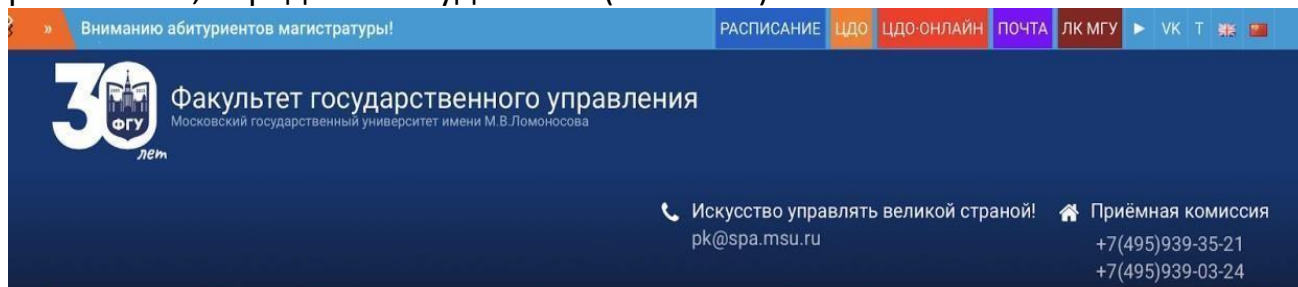 » Вниманию абитуриентов магистратуры! РАСПИСАНИЕ ЦДО ЦДО-ОНЛАЙН ПОЧТА ЛК МГУ VK T
30 ФГУ лет
Факультет государственного управления
Московский государственный университет имени М.В.Ломоносова
Искусство управлять великой страной!
pk@spa.msu.ru
Приёмная комиссия
+7(495)939-35-21
+7(495)939-03-24